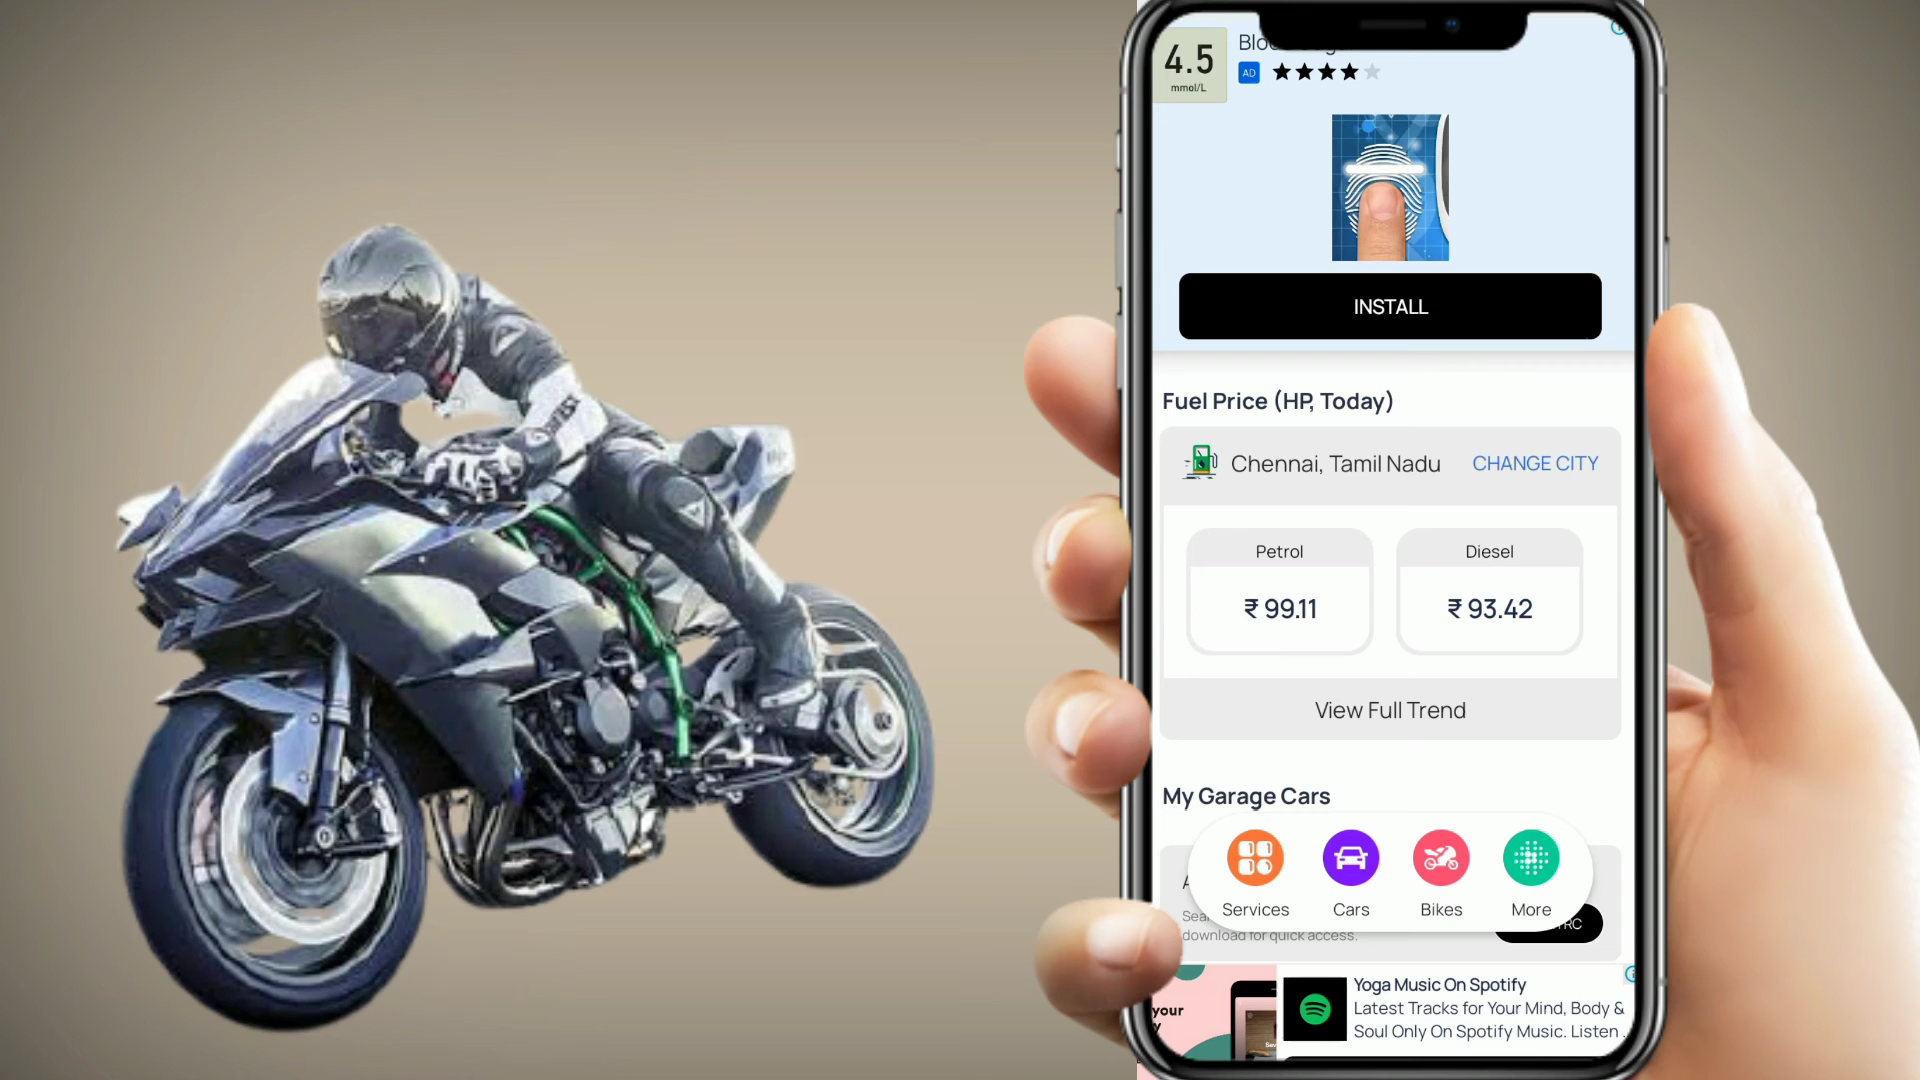 4.5
mmol/L
AD
INSTALL
Fuel Price (HP, Today)
Chennai, Tamil Nadu
CHANGE CITY
Petrol
Diesel
₹ 99.11
₹ 93.42
View Full Trend
My Garage Cars
Services
Cars
Bikes
More
download for quick access.
RC
your
Yoga Music On Spotify
Latest Tracks for Your Mind, Body &
Soul Only On Spotify Music. Listen